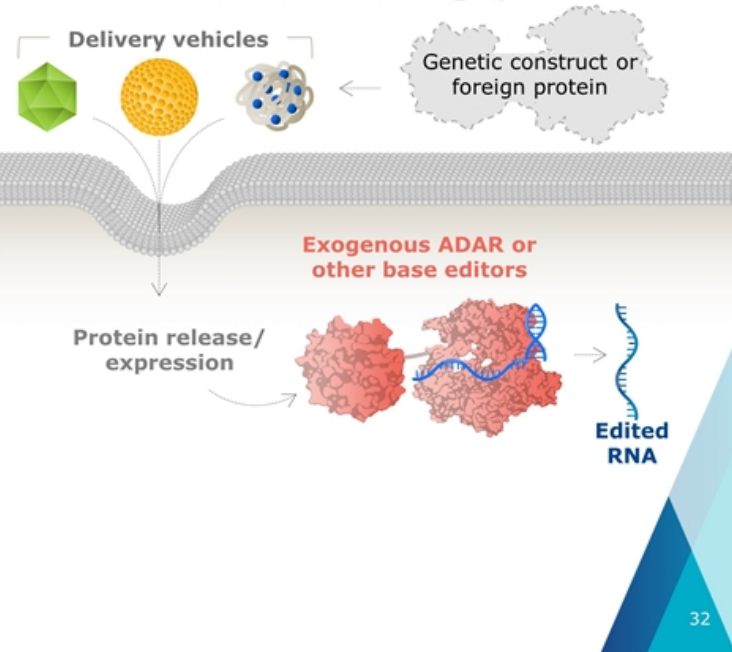 Delivery vehicles
Genetic construct or
foreign protein
Exogenous ADAR or
other base editors
Protein release/
expression
Edited
RNA
32